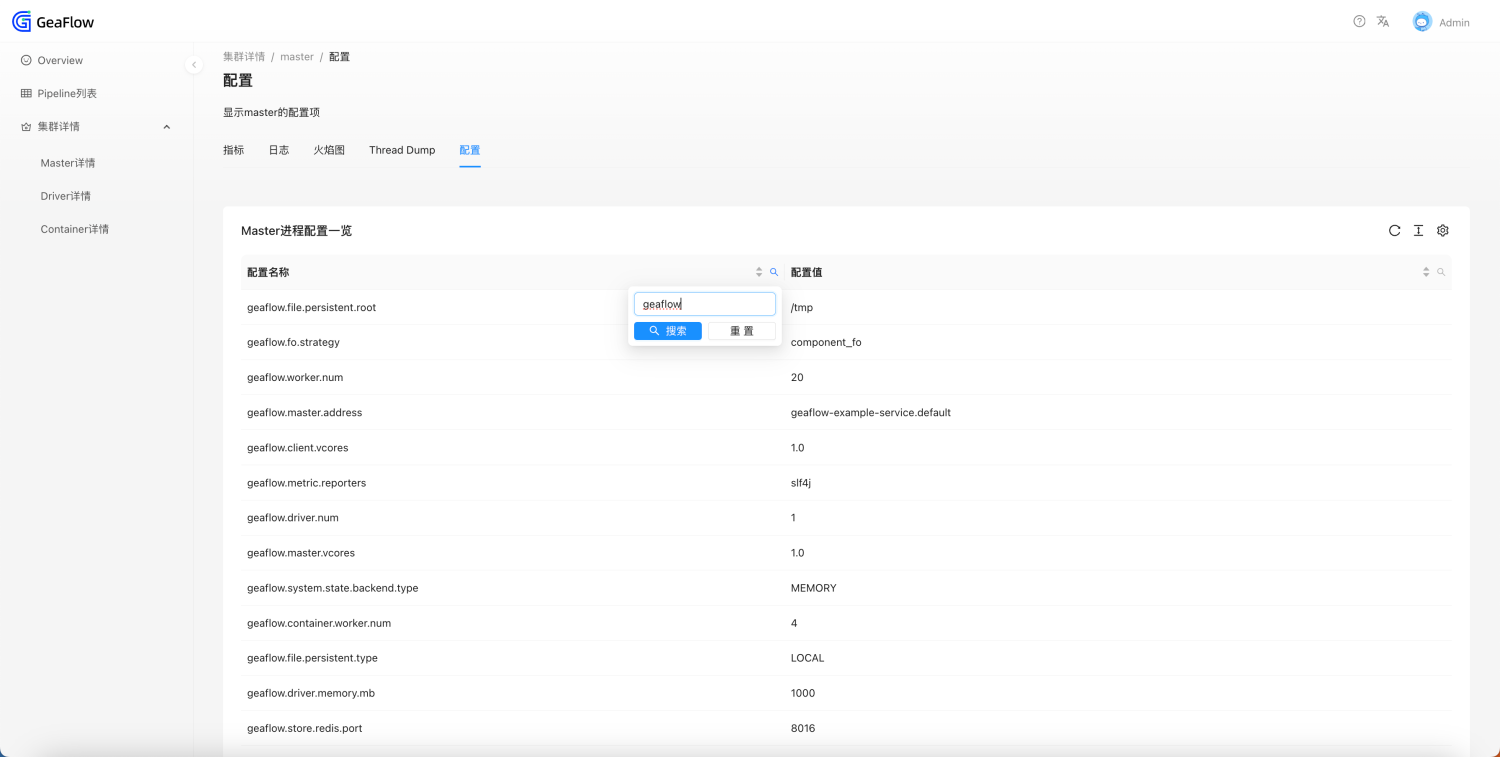 GeaFlow
Admin
Overview
Pipeline列表
集群详情
Master详情
Driver详情
Container详情
集群详情 / master / 配置
配置
显示master的配置项
指标 日志 火焰图 Thread Dump 配置
Master进程配置一览
配置名称 配置值
geaflow
搜索 重 置
geaflow.file.persistent.root /tmp
geaflow.fo.strategy component_fo
geaflow.worker.num 20
geaflow.master.address geaflow-example-service.default
geaflow.client.vcores 1.0
geaflow.metric.reporters slf4j
geaflow.driver.num 1
geaflow.master.vcores 1.0
geaflow.system.state.backend.type MEMORY
geaflow.container.worker.num 4
geaflow.file.persistent.type LOCAL
geaflow.driver.memory.mb 1000
geaflow.store.redis.port 8016